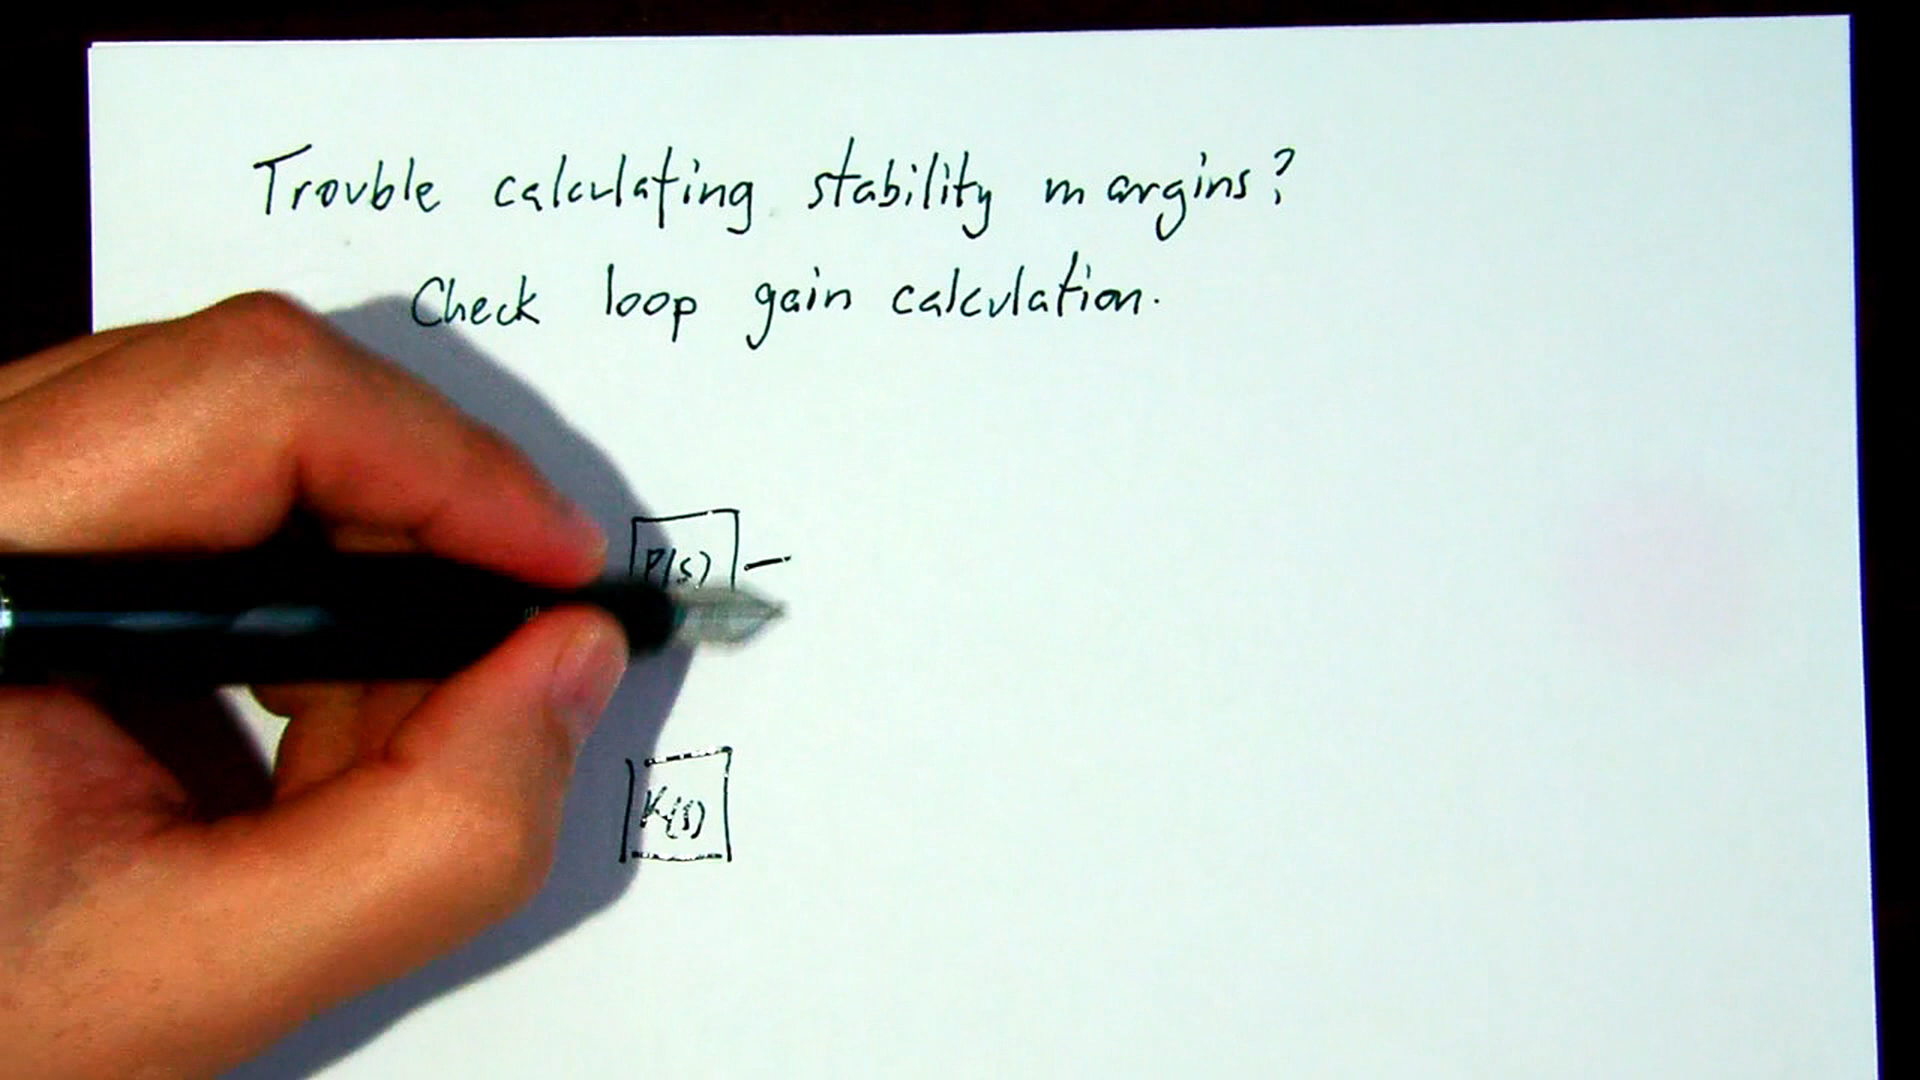 Trouble calculating stability margins?
Check loop gain calculation.
P(s)
K(s)